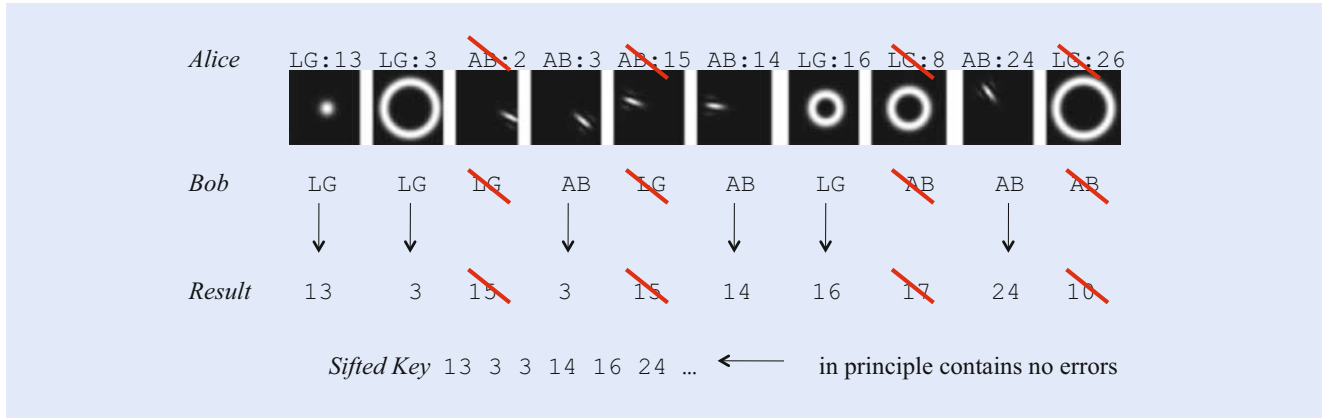 Alice LG:13 LG:3 AB:2 AB:3 AB:15 AB:14 LG:16 LG:8 AB:24 LG:26
Bob LG LG LG AB LG AB LG AB AB AB
Result 13 3 15 3 15 14 16 17 24 10
Sifted Key 13 3 3 14 16 24 … in principle contains no errors